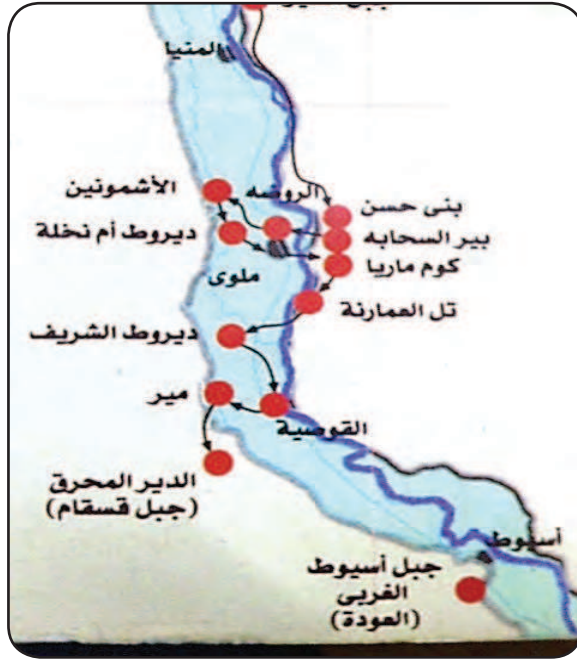 المنيا
الأشمونين
الروضه
بنى حسن
ديروط أم نخلة
بير السحابه
كوم ماريا
ملوى
تل العمارنة
ديروط الشريف
مير
القوصية
الدير المحرق
(جبل قسقام)
أسيوط
جبل أسيوط
الغربى
(العودة)